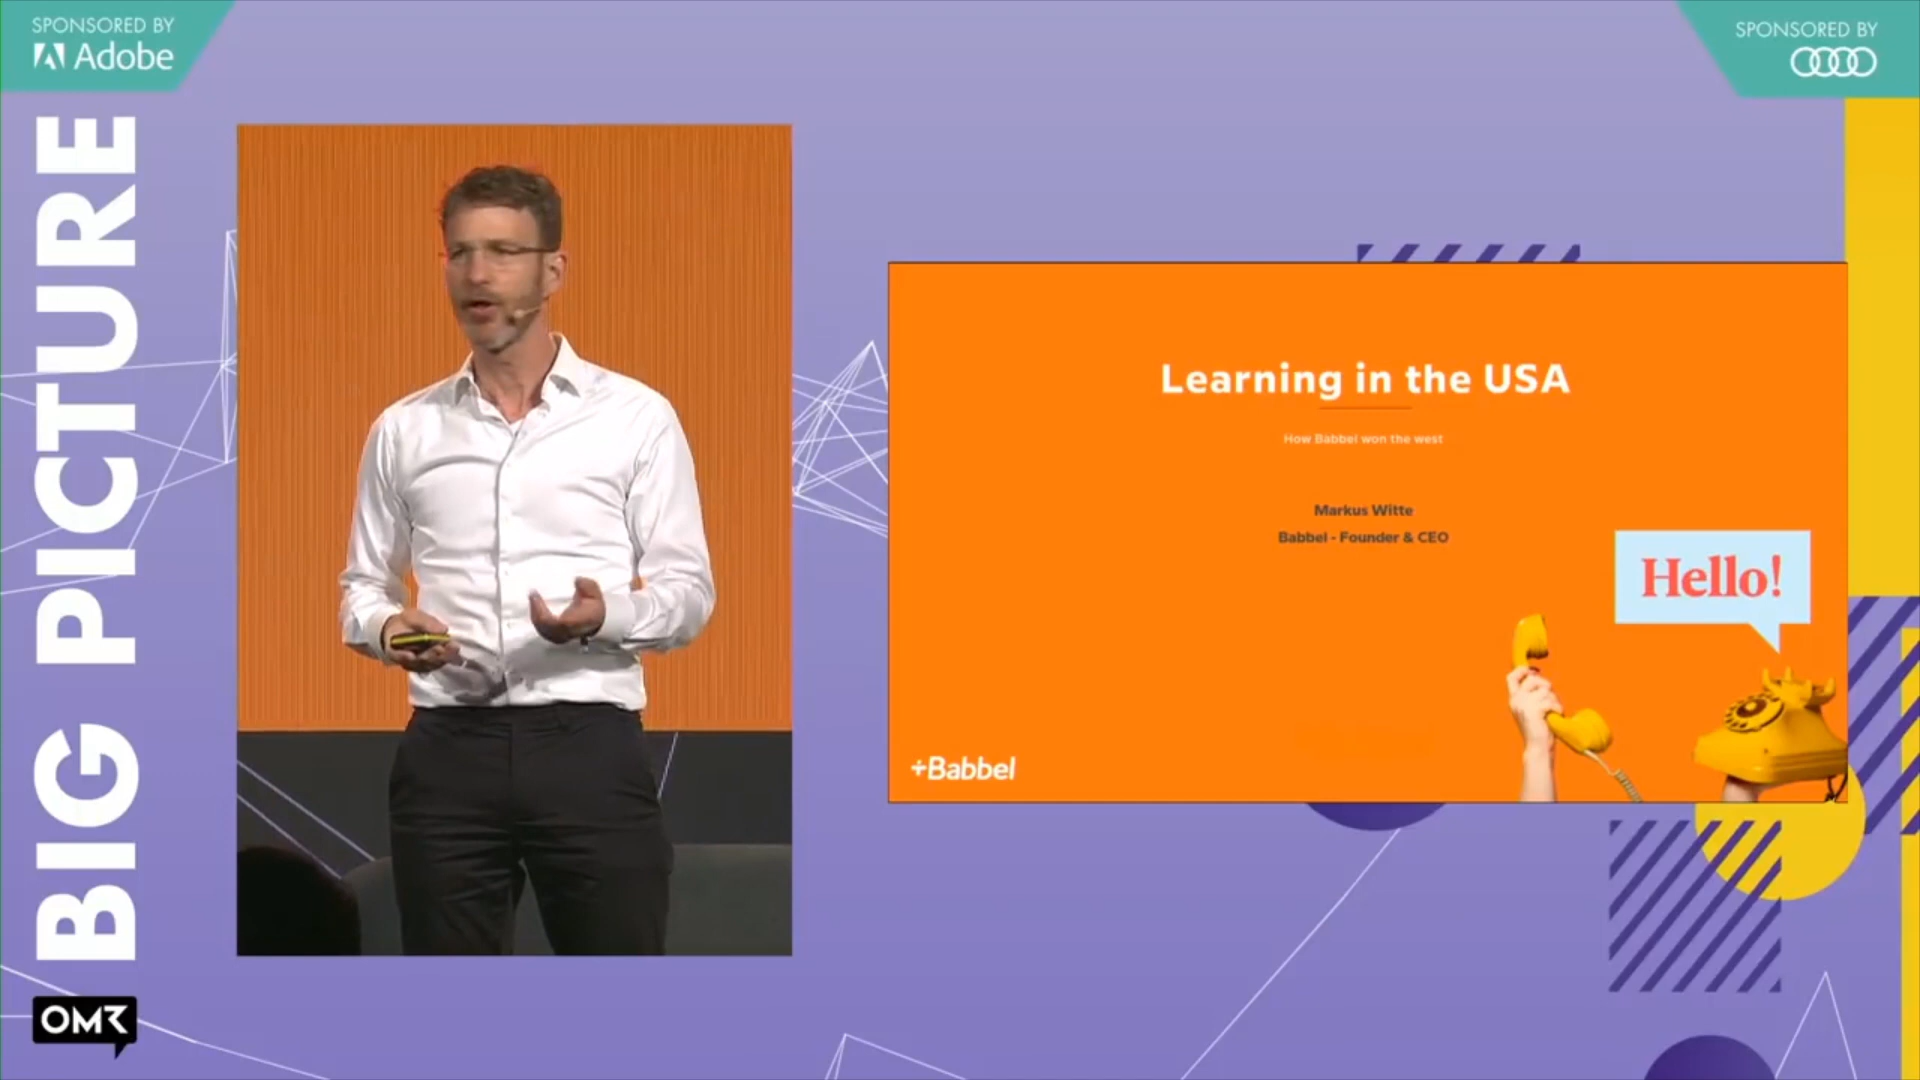 SPONSORED BY
Adobe
SPONSORED BY
BIG PICTURE
Learning in the USA
How Babbel won the west
Markus Witte
Babbel - Founder & CEO
Hello!
+Babbel
OMR